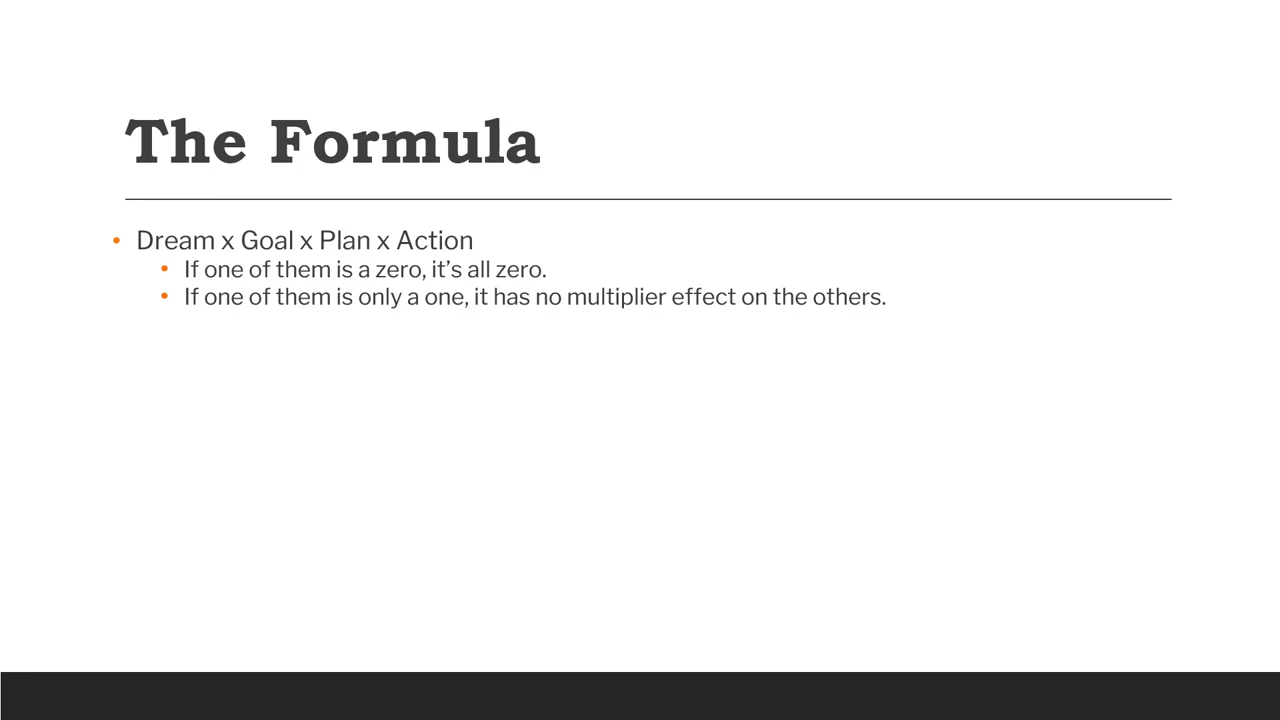 The Formula
• Dream x Goal x Plan x Action
• If one of them is a zero, it’s all zero.
• If one of them is only a one, it has no multiplier effect on the others.